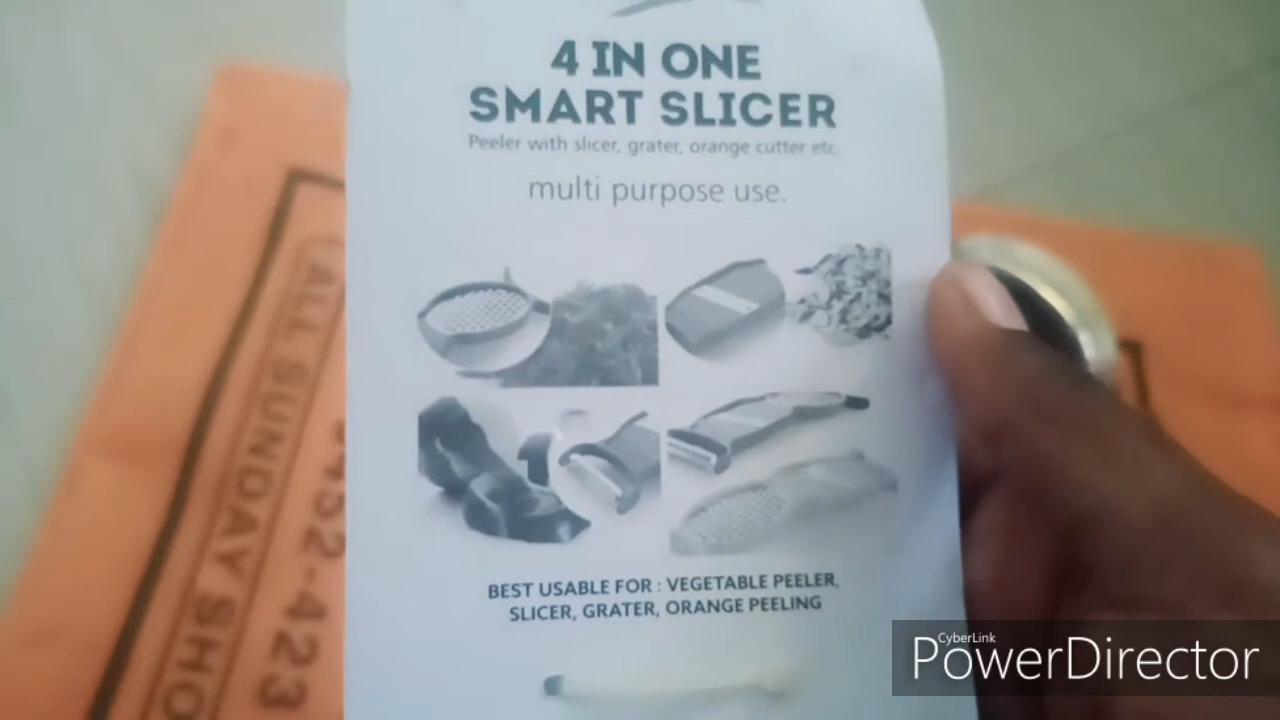 4 IN ONE
SMART SLICER
Peeler with slicer, grater, orange cutter etc
multi purpose use.
BEST USABLE FOR : VEGETABLE PEELER,
SLICER, GRATER, ORANGE PEELING
ALL SUNDAY SHO
452-423
CyberLink
PowerDirector